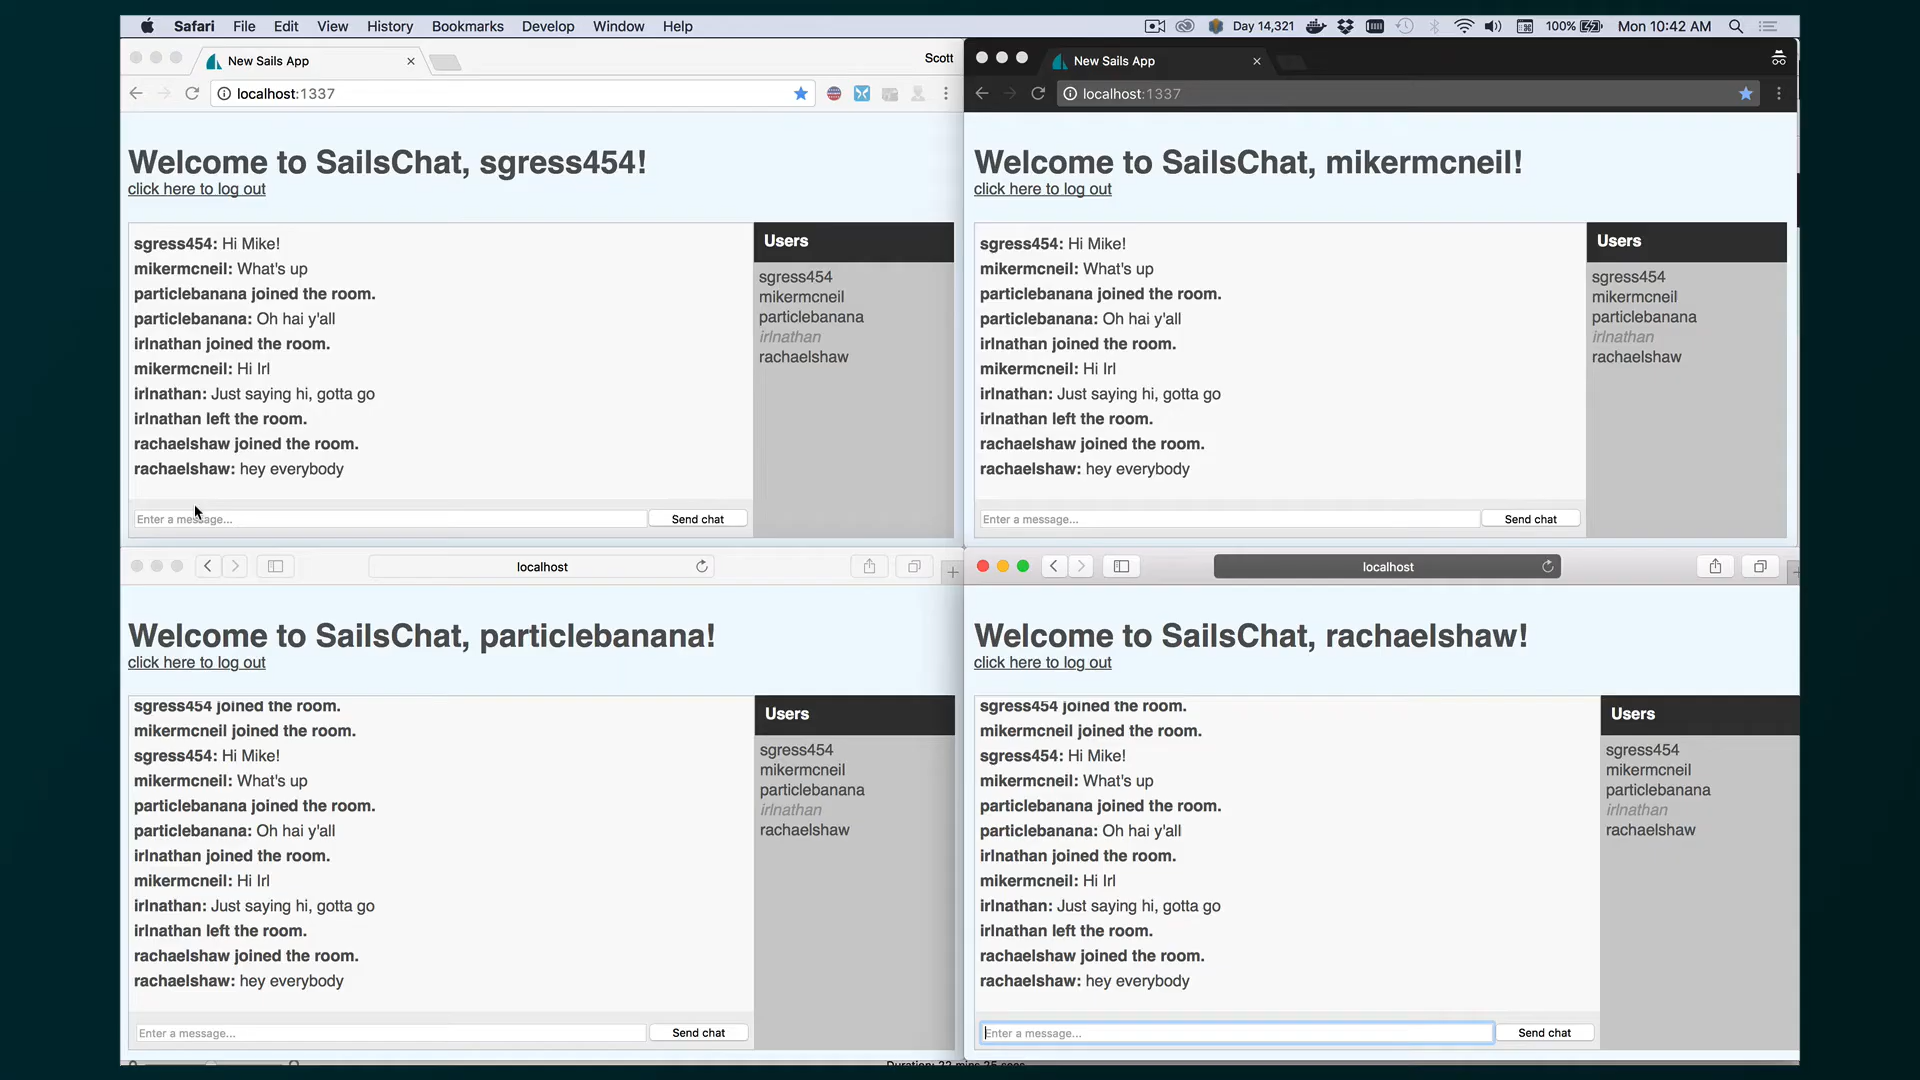 Safari File Edit View History Bookmarks Develop Window Help Day 14,321 100% Mon 10:42 AM
New Sails App Scott
localhost:1337
Welcome to SailsChat, sgress454!
click here to log out
sgress454: Hi Mike!
mikermcneil: What's up
particlebanana joined the room.
particlebanana: Oh hai y'all
irlnathan joined the room.
mikermcneil: Hi Irl
irlnathan: Just saying hi, gotta go
irlnathan left the room.
rachaelshaw joined the room.
rachaelshaw: hey everybody
Enter a message... Send chat
Users
sgress454
mikermcneil
particlebanana
irlnathan
rachaelshaw
New Sails App
localhost:1337
Welcome to SailsChat, mikermcneil!
click here to log out
sgress454: Hi Mike!
mikermcneil: What's up
particlebanana joined the room.
particlebanana: Oh hai y'all
irlnathan joined the room.
mikermcneil: Hi Irl
irlnathan: Just saying hi, gotta go
irlnathan left the room.
rachaelshaw joined the room.
rachaelshaw: hey everybody
Enter a message... Send chat
Users
sgress454
mikermcneil
particlebanana
irlnathan
rachaelshaw
localhost
Welcome to SailsChat, particlebanana!
click here to log out
sgress454 joined the room.
mikermcneil joined the room.
sgress454: Hi Mike!
mikermcneil: What's up
particlebanana joined the room.
particlebanana: Oh hai y'all
irlnathan joined the room.
mikermcneil: Hi Irl
irlnathan: Just saying hi, gotta go
irlnathan left the room.
rachaelshaw joined the room.
rachaelshaw: hey everybody
Enter a message... Send chat
Users
sgress454
mikermcneil
particlebanana
irlnathan
rachaelshaw
localhost
Welcome to SailsChat, rachaelshaw!
click here to log out
sgress454 joined the room.
mikermcneil joined the room.
sgress454: Hi Mike!
mikermcneil: What's up
particlebanana joined the room.
particlebanana: Oh hai y'all
irlnathan joined the room.
mikermcneil: Hi Irl
irlnathan: Just saying hi, gotta go
irlnathan left the room.
rachaelshaw joined the room.
rachaelshaw: hey everybody
Enter a message... Send chat
Users
sgress454
mikermcneil
particlebanana
irlnathan
rachaelshaw